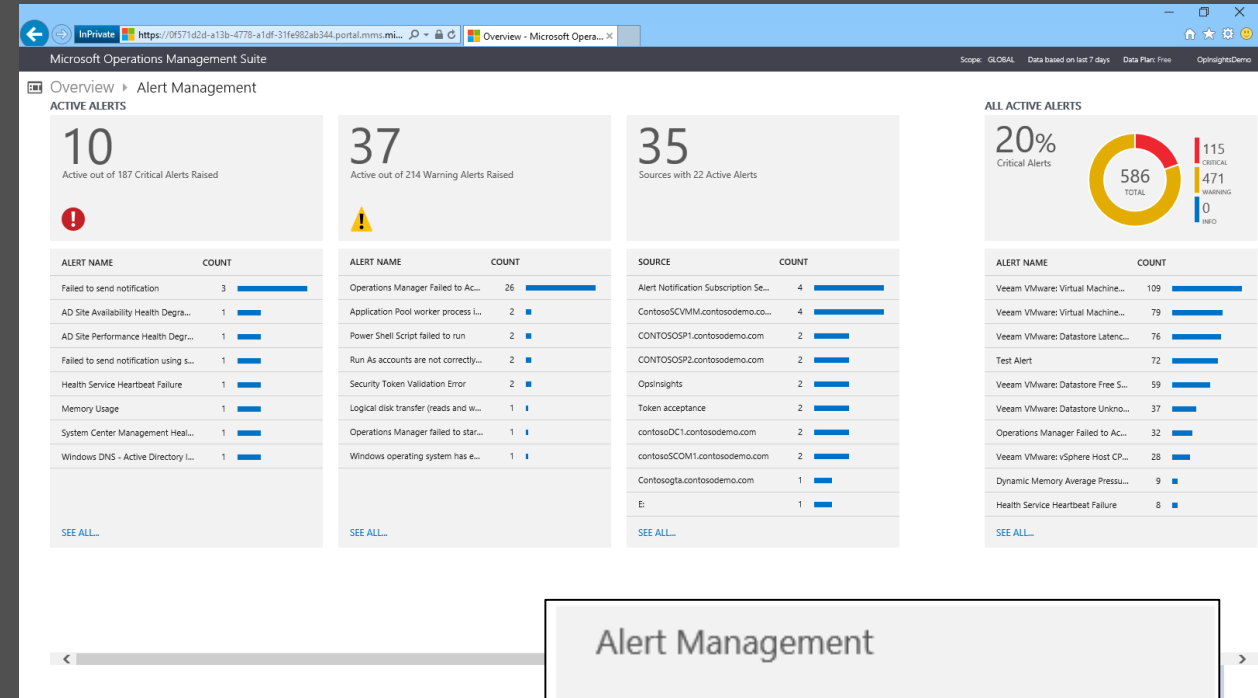 InPrivate https://0f571d2d-a13b-4778-a1df-31fe982ab344.portal.mms.mi... Overview - Microsoft Opera...
Microsoft Operations Management Suite Scope: GLOBAL Data based on last 7 days Data Plan: Free OpInsightsDemo
Overview Alert Management
ACTIVE ALERTS
10
Active out of 187 Critical Alerts Raised
ALERT NAME COUNT
Failed to send notification 3
AD Site Availability Health Degra... 1
AD Site Performance Health Degr... 1
Failed to send notification using s... 1
Health Service Heartbeat Failure 1
Memory Usage 1
System Center Management Heal... 1
Windows DNS - Active Directory I... 1
SEE ALL...
37
Active out of 214 Warning Alerts Raised
ALERT NAME COUNT
Operations Manager Failed to Ac... 26
Application Pool worker process i... 2
Power Shell Script failed to run 2
Run As accounts are not correctly... 2
Security Token Validation Error 2
Logical disk transfer (reads and w... 1
Operations Manager failed to star... 1
Windows operating system has e... 1
SEE ALL...
35
Sources with 22 Active Alerts
SOURCE COUNT
Alert Notification Subscription Se... 4
ContosoSCVMM.contosodemo.co... 4
CONTOSOSP1.contosodemo.com 2
CONTOSOSP2.contosodemo.com 2
OpsInsights 2
Token acceptance 2
contosoDC1.contosodemo.com 2
contosoSCOM1.contosodemo.com 2
Contosogta.contosodemo.com 1
E: 1
SEE ALL...
ALL ACTIVE ALERTS
20%
Critical Alerts
586
TOTAL
115
CRITICAL
471
WARNING
0
INFO
ALERT NAME COUNT
Veeam VMware: Virtual Machine... 109
Veeam VMware: Virtual Machine... 79
Veeam VMware: Datastore Latenc... 76
Test Alert 72
Veeam VMware: Datastore Free S... 59
Veeam VMware: Datastore Unkno... 37
Operations Manager Failed to Ac... 32
Veeam VMware: vSphere Host CP... 28
Dynamic Memory Average Pressu... 9
Health Service Heartbeat Failure 8
SEE ALL...
Alert Management